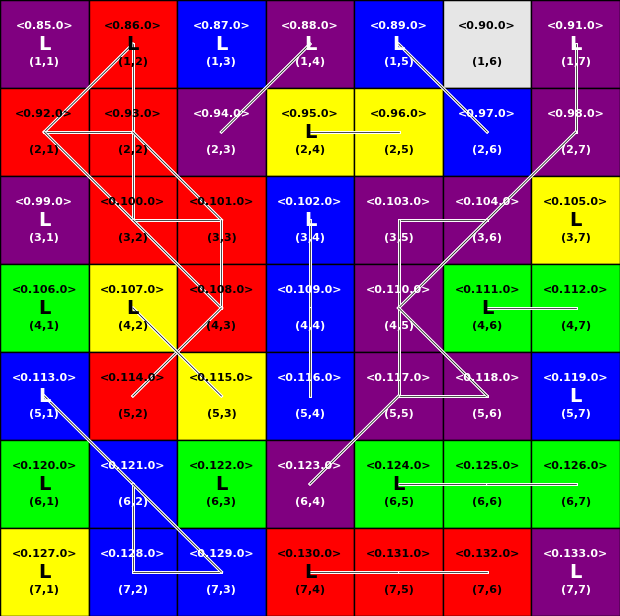 <0.85.0> <0.86.0> <0.87.0> <0.88.0> <0.89.0> <0.90.0> <0.91.0>
L L L L L L
(1,1) (1,2) (1,3) (1,4) (1,5) (1,6) (1,7)
<0.92.0> <0.93.0> <0.94.0> <0.95.0> <0.96.0> <0.97.0> <0.98.0>
L
(2,1) (2,2) (2,3) (2,4) (2,5) (2,6) (2,7)
<0.99.0> <0.100.0> <0.101.0> <0.102.0> <0.103.0> <0.104.0> <0.105.0>
L L L
(3,1) (3,2) (3,3) (3,4) (3,5) (3,6) (3,7)
<0.106.0> <0.107.0> <0.108.0> <0.109.0> <0.110.0> <0.111.0> <0.112.0>
L L L
(4,1) (4,2) (4,3) (4,4) (4,5) (4,6) (4,7)
<0.113.0> <0.114.0> <0.115.0> <0.116.0> <0.117.0> <0.118.0> <0.119.0>
L L
(5,1) (5,2) (5,3) (5,4) (5,5) (5,6) (5,7)
<0.120.0> <0.121.0> <0.122.0> <0.123.0> <0.124.0> <0.125.0> <0.126.0>
L L L
(6,1) (6,2) (6,3) (6,4) (6,5) (6,6) (6,7)
<0.127.0> <0.128.0> <0.129.0> <0.130.0> <0.131.0> <0.132.0> <0.133.0>
L L L
(7,1) (7,2) (7,3) (7,4) (7,5) (7,6) (7,7)